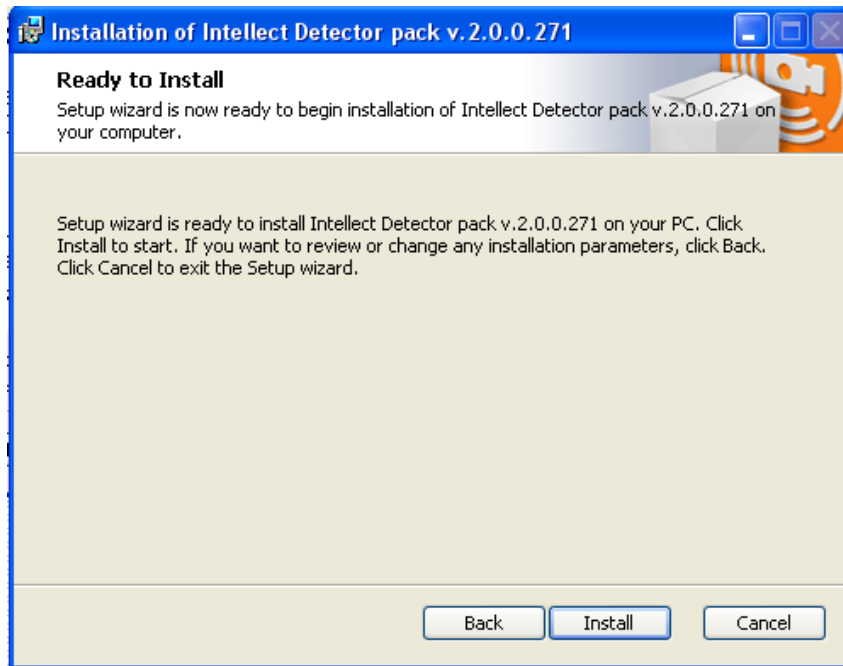 Installation of Intellect Detector pack v.2.0.0.271
Ready to Install
Setup wizard is now ready to begin installation of Intellect Detector pack v.2.0.0.271 on
your computer.
Setup wizard is ready to install Intellect Detector pack v.2.0.0.271 on your PC. Click
Install to start. If you want to review or change any installation parameters, click Back.
Click Cancel to exit the Setup wizard.
Back Install Cancel